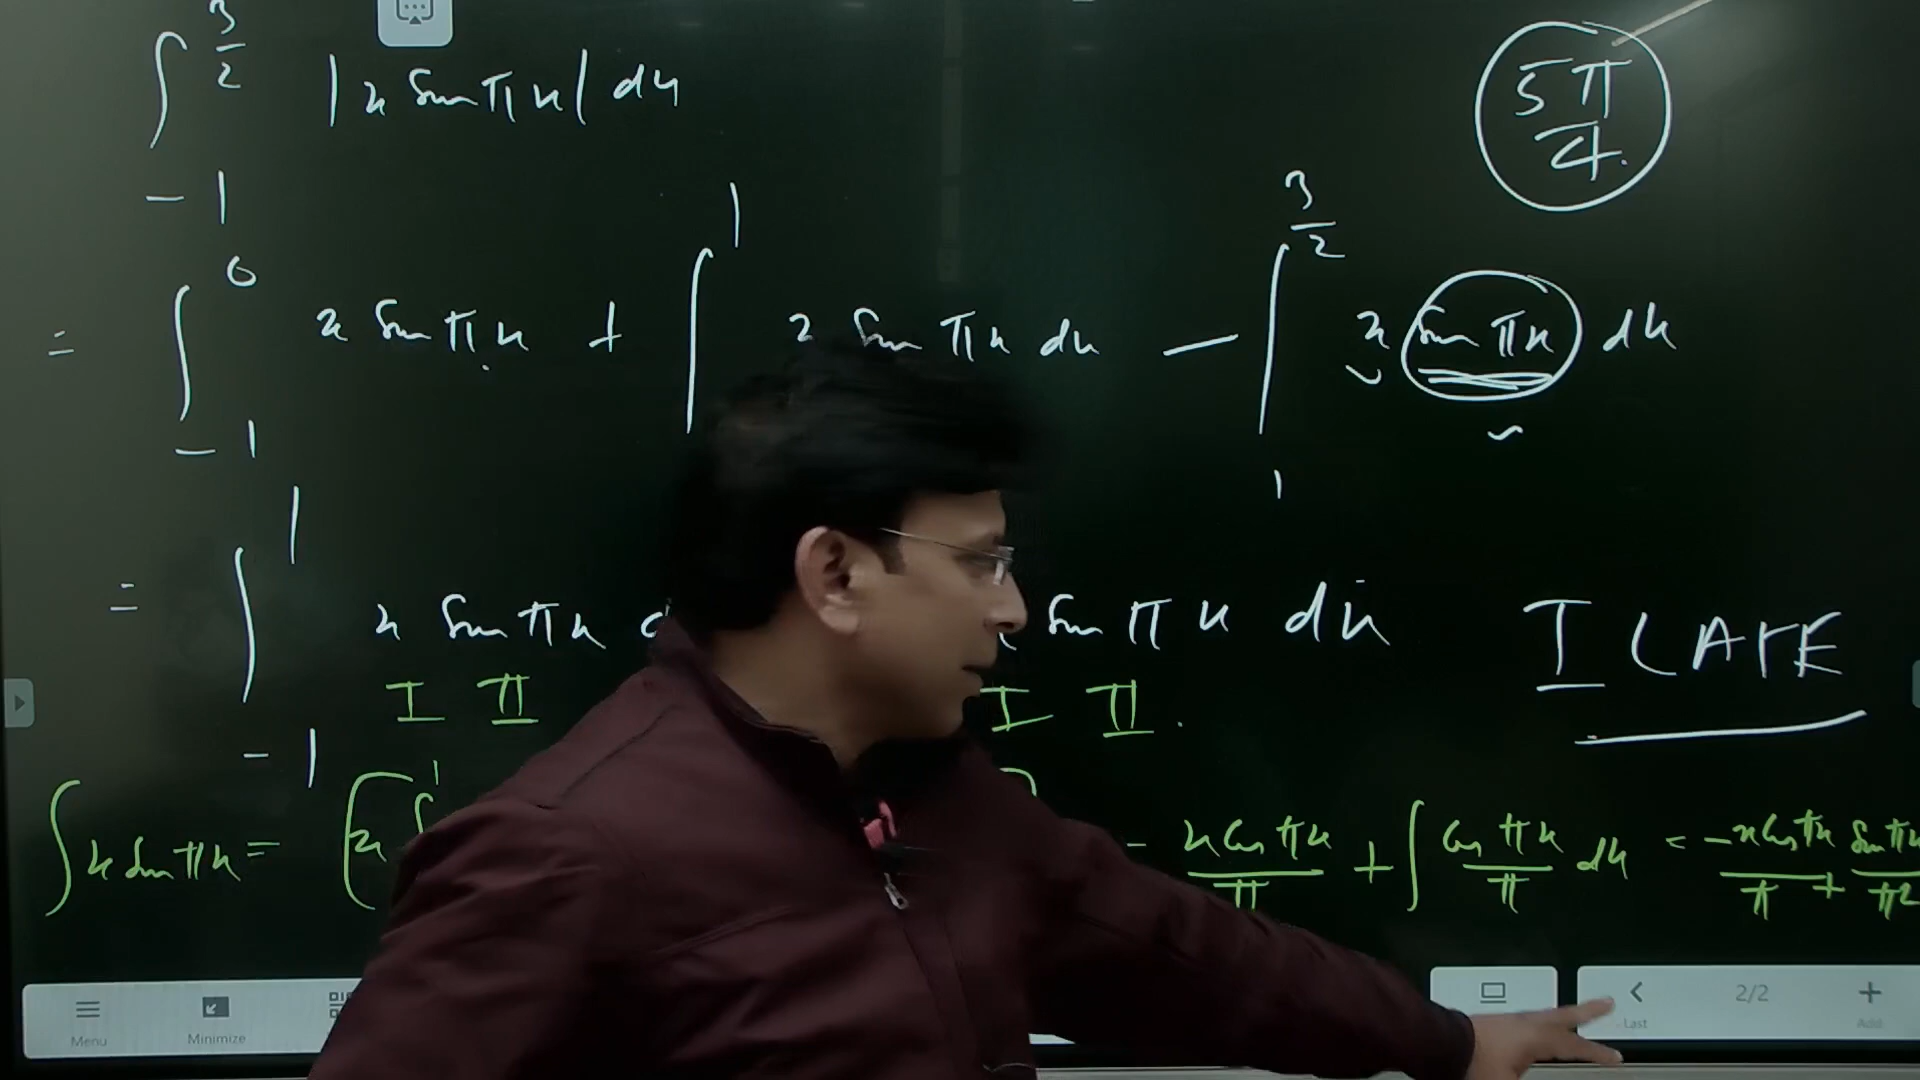 ∫_{-1}^{3/2} |x Sin πx| dx
5π/4
= ∫_{-1}^{0} x Sin πx + ∫^{1} x Sin πx dx − ∫_{1}^{3/2} x Sin πx dx
= ∫_{-1}^{1} x Sin πx Sin πx dx
ILATE
I II I II.
∫ x Sin πx = [x ∫ − x Cos πx/π + ∫ Cos πx/π dx = −x Cos πx/π + Sin πx/π²
Menu
Minimize
Last
2/2
Add